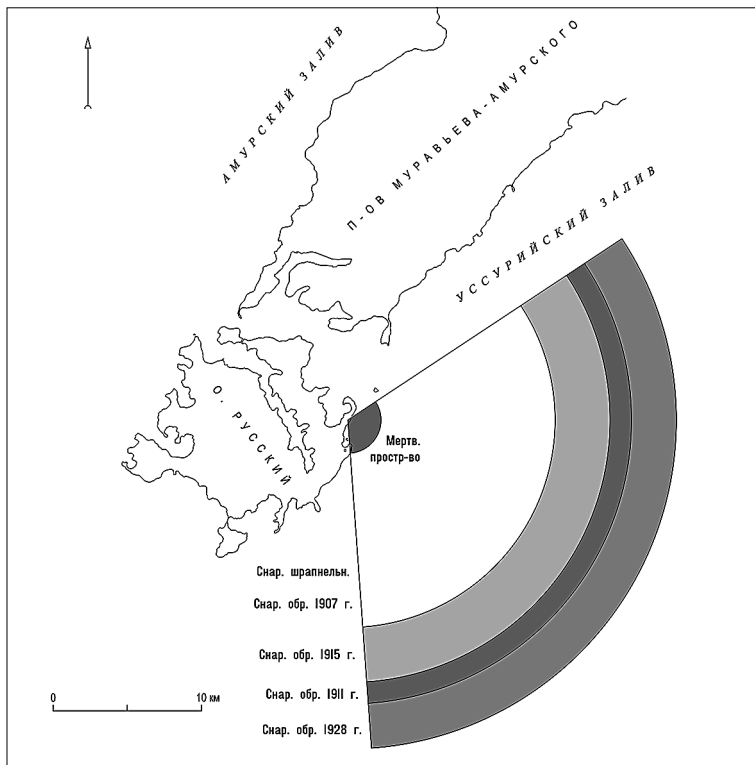 АМУРСКИЙ ЗАЛИВ
П-ОВ МУРАВЬЕВА-АМУРСКОГО
УССУРИЙСКИЙ ЗАЛИВ
О. РУССКИЙ
Мертв.
простр-во
Снар. шрапнельн.
Снар. обр. 1907 г.
Снар. обр. 1915 г.
Снар. обр. 1911 г.
Снар. обр. 1928 г.
0 10 км